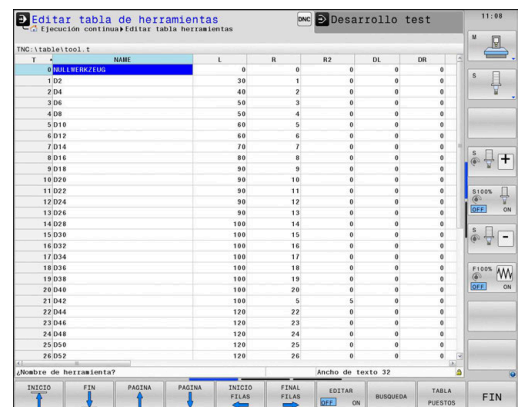 Editar tabla de herramientas
DNC
Desarrollo test
11:08
Ejecución continua▸Editar tabla herramientas
TNC:\table\tool.t
T NAME L R R2 DL DR
0 NULLWERKZEUG 0 0 0 0 0
1 D2 30 1 0 0 0
2 D4 40 2 0 0 0
3 D6 50 3 0 0 0
4 D8 50 4 0 0 0
5 D10 60 5 0 0 0
6 D12 60 6 0 0 0
7 D14 70 7 0 0 0
8 D16 80 8 0 0 0
9 D18 90 9 0 0 0
10 D20 90 10 0 0 0
11 D22 90 11 0 0 0
12 D24 90 12 0 0 0
13 D26 90 13 0 0 0
14 D28 100 14 0 0 0
15 D30 100 15 0 0 0
16 D32 100 16 0 0 0
17 D34 100 17 0 0 0
18 D36 100 18 0 0 0
19 D38 100 19 0 0 0
20 D40 100 20 0 0 0
21 D42 100 5 5 0 0
22 D44 120 22 0 0 0
23 D46 120 23 0 0 0
24 D48 120 24 0 0 0
25 D50 120 25 0 0 0
26 D52 120 26 0 0 0
¿Nombre de herramienta? Ancho de texto 32
M
S
S +
S100%
OFF ON
S -
F100% 
OFF ON
INICIO
FIN
PAGINA
PAGINA
INICIO FILAS
FINAL FILAS
EDITAR
OFF ON
BUSQUEDA
TABLA PUESTOS
FIN